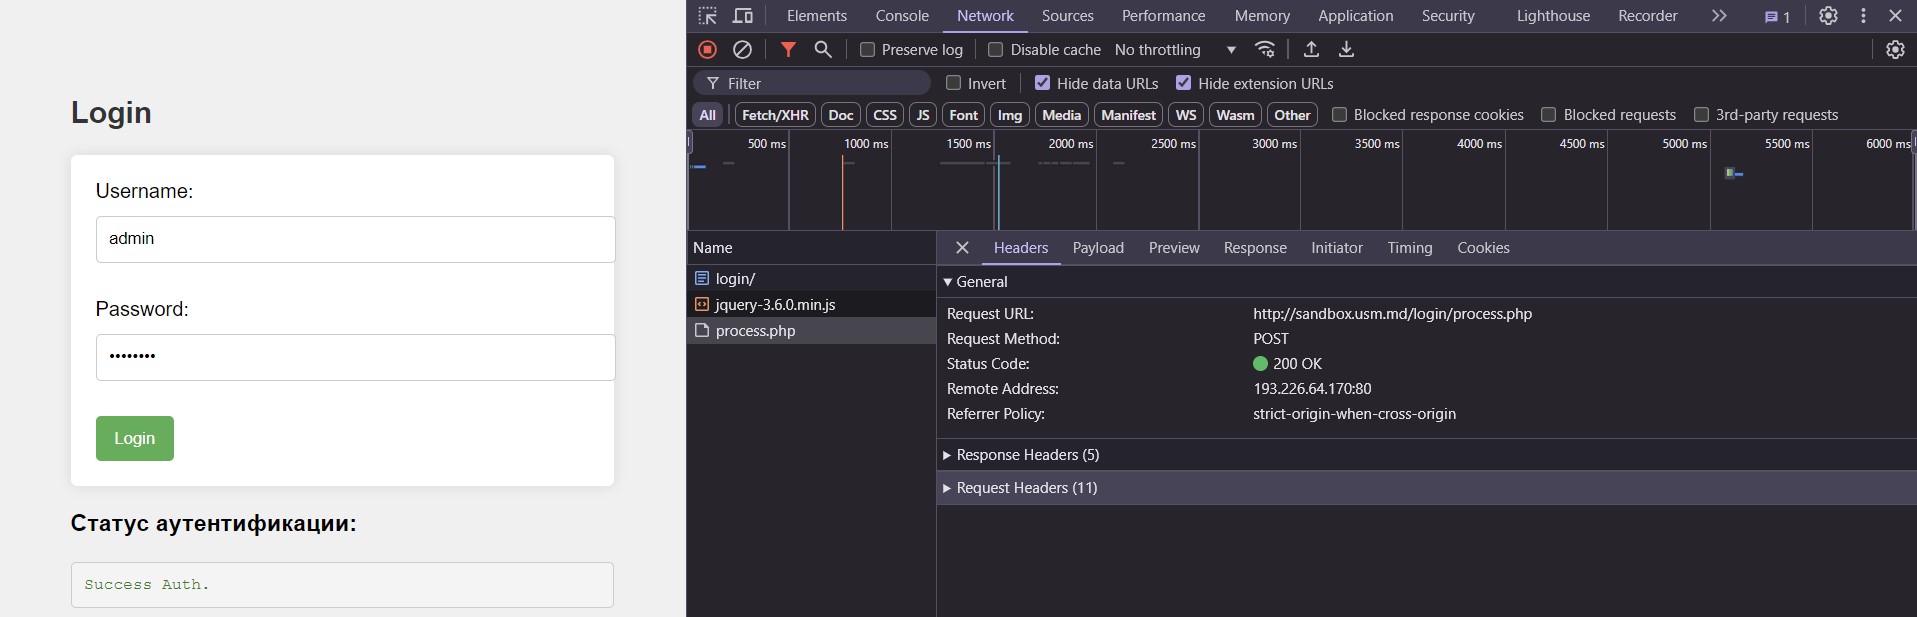 Login
Username:
admin
Password:
••••••••
Login
Статус аутентификации:
Success Auth.
Elements Console Network Sources Performance Memory Application Security Lighthouse Recorder 1
Preserve log Disable cache No throttling
Filter Invert Hide data URLs Hide extension URLs
All Fetch/XHR Doc CSS JS Font Img Media Manifest WS Wasm Other Blocked response cookies Blocked requests 3rd-party requests
500 ms 1000 ms 1500 ms 2000 ms 2500 ms 3000 ms 3500 ms 4000 ms 4500 ms 5000 ms 5500 ms 6000 ms
Name
login/
jquery-3.6.0.min.js
process.php
Headers Payload Preview Response Initiator Timing Cookies
General
Request URL: http://sandbox.usm.md/login/process.php
Request Method: POST
Status Code: 200 OK
Remote Address: 193.226.64.170:80
Referrer Policy: strict-origin-when-cross-origin
Response Headers (5)
Request Headers (11)